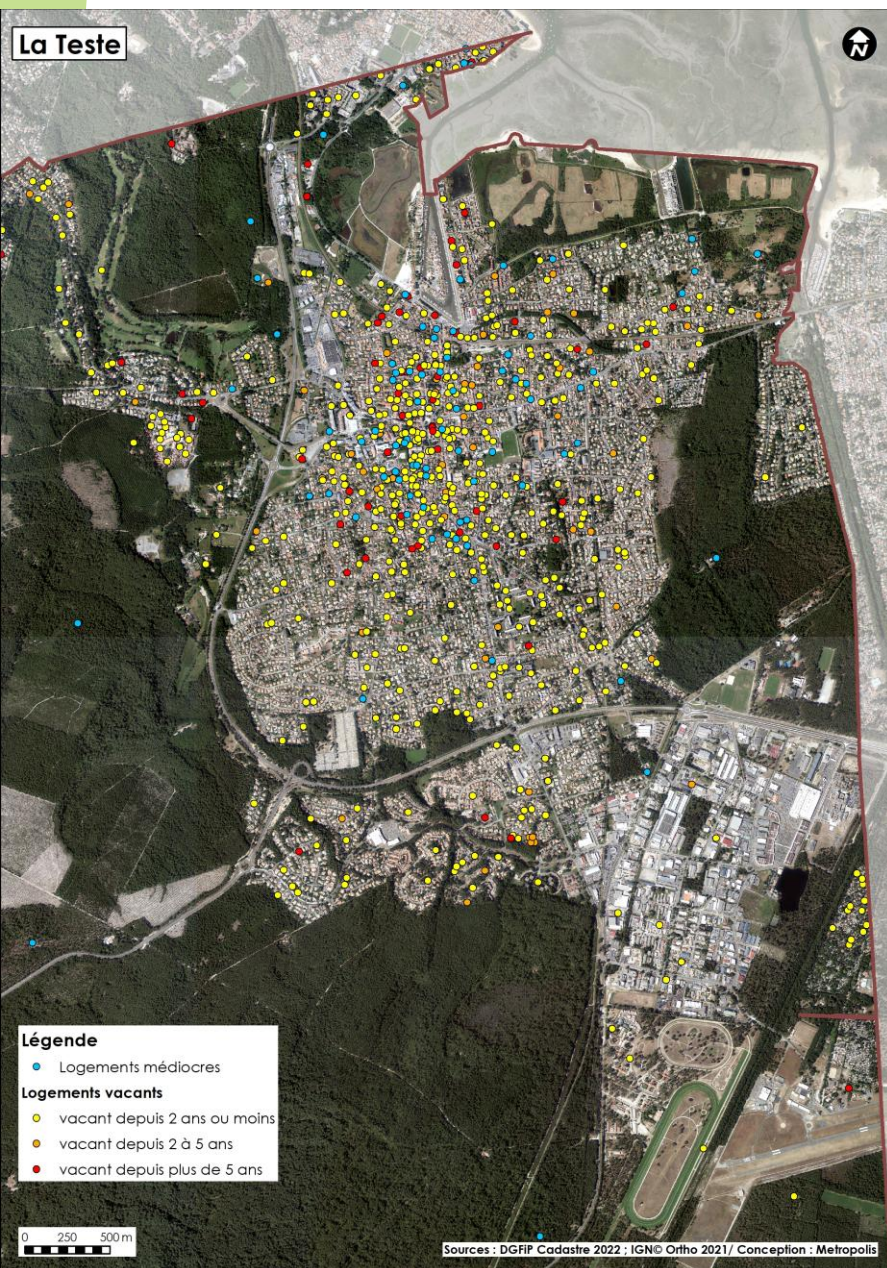 La Teste
N
Légende
Logements médiocres
Logements vacants
vacant depuis 2 ans ou moins
vacant depuis 2 à 5 ans
vacant depuis plus de 5 ans
0 250 500 m
Sources : DGFiP Cadastre 2022 ; IGN© Ortho 2021/ Conception : Metropolis